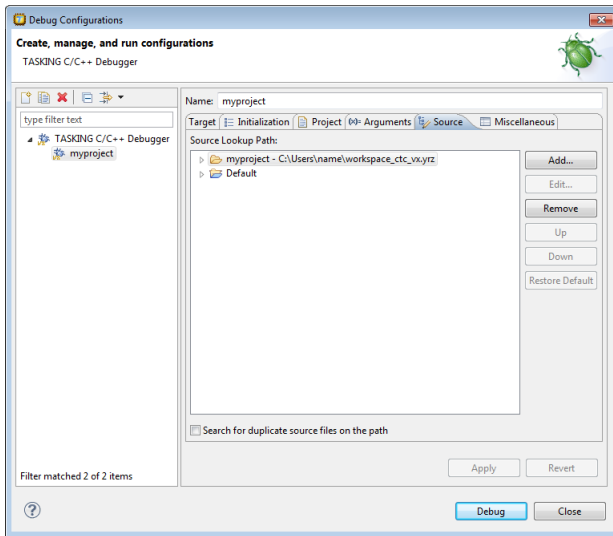 Debug Configurations
Create, manage, and run configurations
TASKING C/C++ Debugger
type filter text
TASKING C/C++ Debugger
myproject
Filter matched 2 of 2 items
Name: myproject
Target Initialization Project (x)= Arguments Source Miscellaneous
Source Lookup Path:
myproject - C:\Users\name\workspace_ctc_vx.yrz
Default
Add...
Edit...
Remove
Up
Down
Restore Default
Search for duplicate source files on the path
Apply Revert
? Debug Close